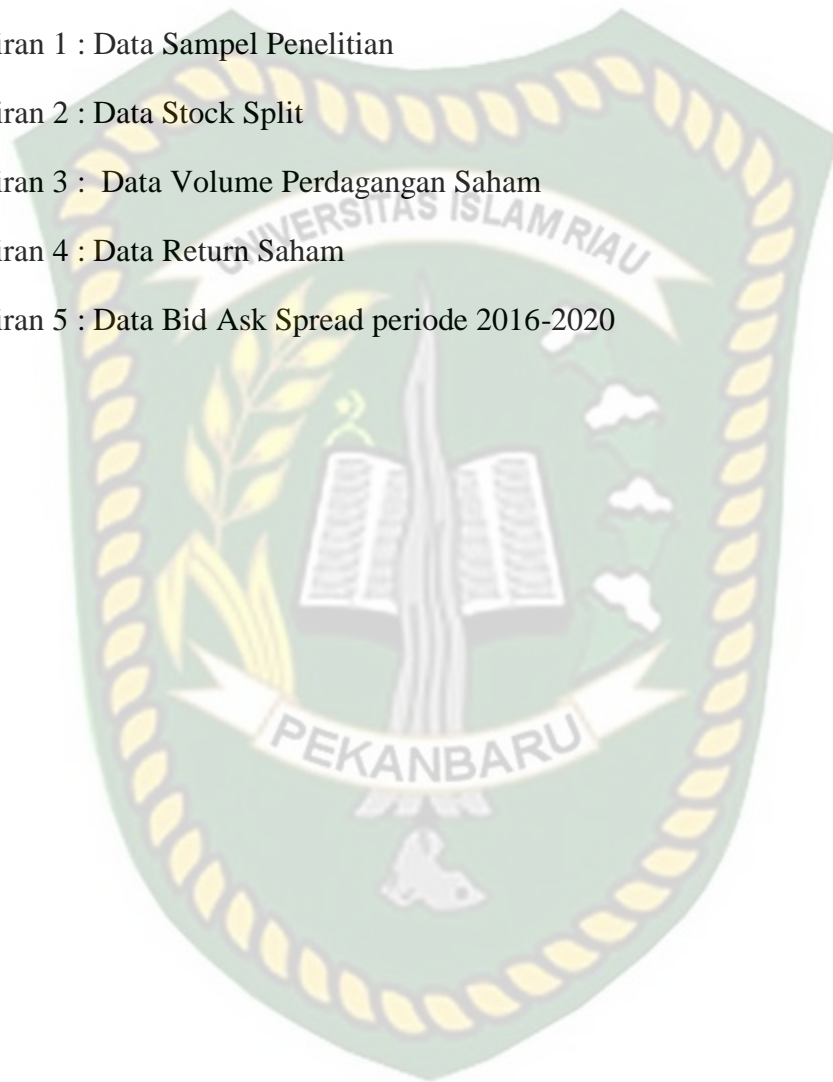 iran 1 : Data Sampel Penelitian
iran 2 : Data Stock Split
iran 3 : Data Volume Perdagangan Saham
UNIVERSITAS ISLAM RIAU
iran 4 : Data Return Saham
iran 5 : Data Bid Ask Spread periode 2016-2020
PEKANBARU